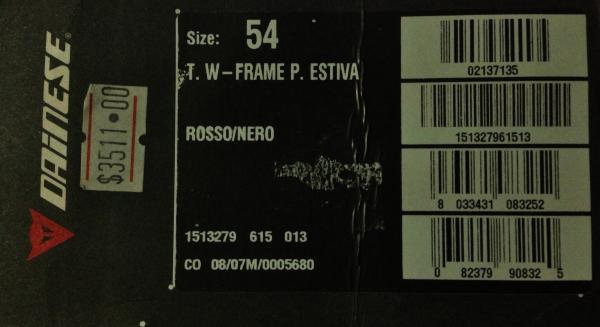 DAINESE
$3511.00
Size: 54
T. W-FRAME P. ESTIVA
ROSSO/NERO
1513279 615 013
CO 08/07M/0005680
02137135
151327961513
8 033431 083252
0 82379 90832 5